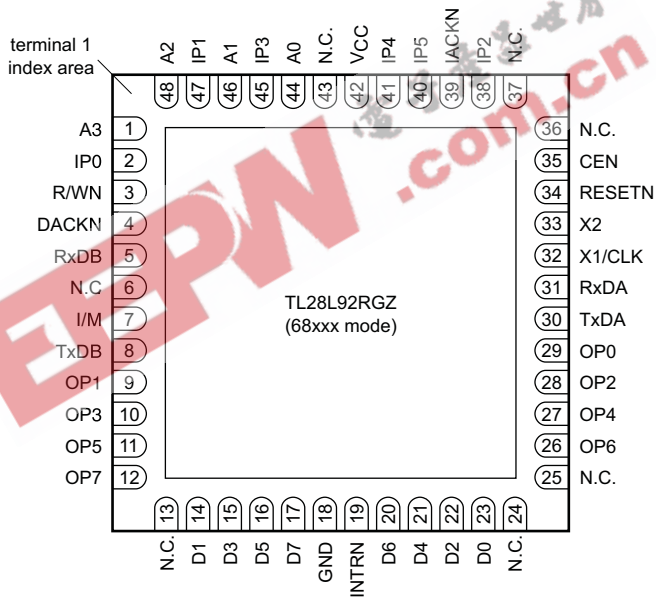 terminal 1
index area
A2 IP1 A1 IP3 A0 N.C. VCC IP4 IP5 IACKN IP2 N.C.
48 47 46 45 44 43 42 41 40 39 38 37
A3 1
IP0 2
R/WN 3
DACKN 4
RxDB 5
N.C 6
I/M 7
TxDB 8
OP1 9
OP3 10
OP5 11
OP7 12
36 N.C.
35 CEN
34 RESETN
33 X2
32 X1/CLK
31 RxDA
30 TxDA
29 OP0
28 OP2
27 OP4
26 OP6
25 N.C.
TL28L92RGZ
(68xxx mode)
13 14 15 16 17 18 19 20 21 22 23 24
N.C. D1 D3 D5 D7 GND INTRN D6 D4 D2 D0 N.C.
EEPW .com.cn